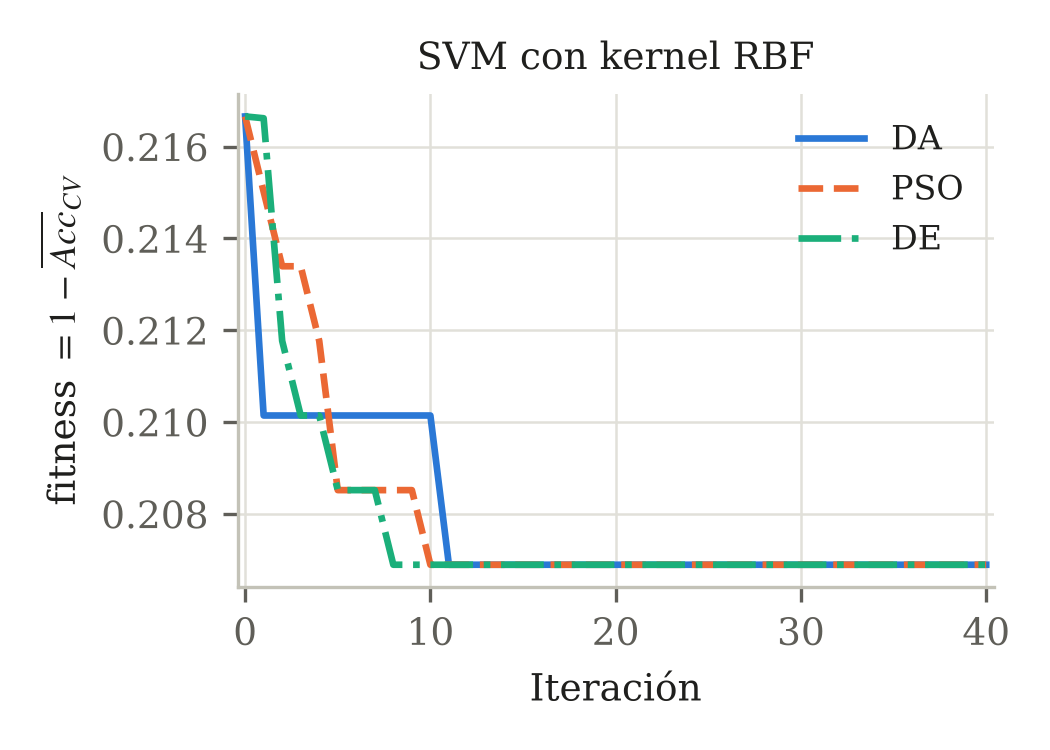 SVM con kernel RBF
fitness = 1 − \overline{Acc}_{CV}
0.216
0.214
0.212
0.210
0.208
DA
PSO
DE
0 10 20 30 40
Iteración